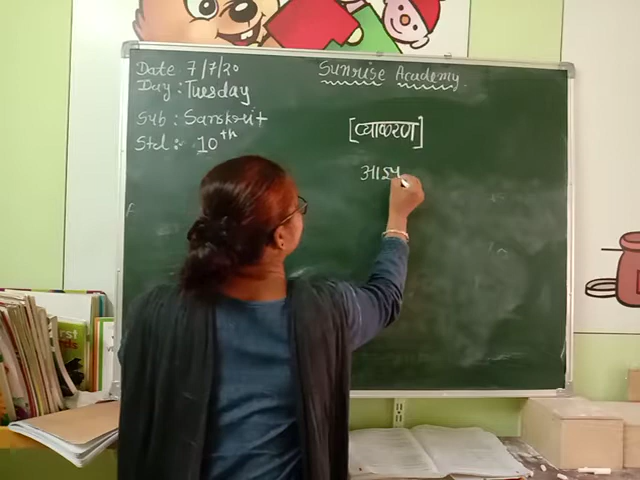 Date 7/7/20
Sunrise Academy
Day: Tuesday
Sub: Sanskrit
Std:- 10th
[व्याकरण]